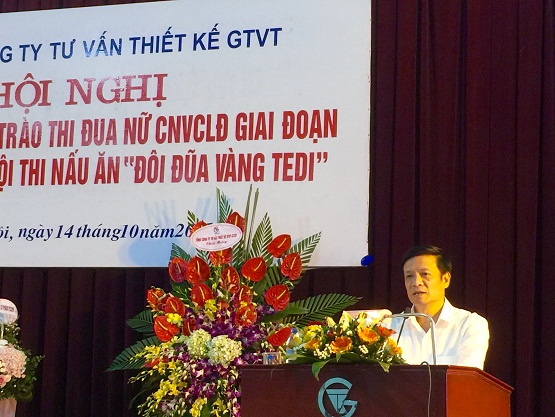 G TY TƯ VẤN THIẾT KẾ GTVT
HỘI NGHỊ
TRÀO THI ĐUA NỮ CNVCLĐ GIAI ĐOẠN
ỘI THI NẤU ĂN “ĐÔI ĐŨA VÀNG TEDI”
ội, ngày 14 tháng 10 năm 20